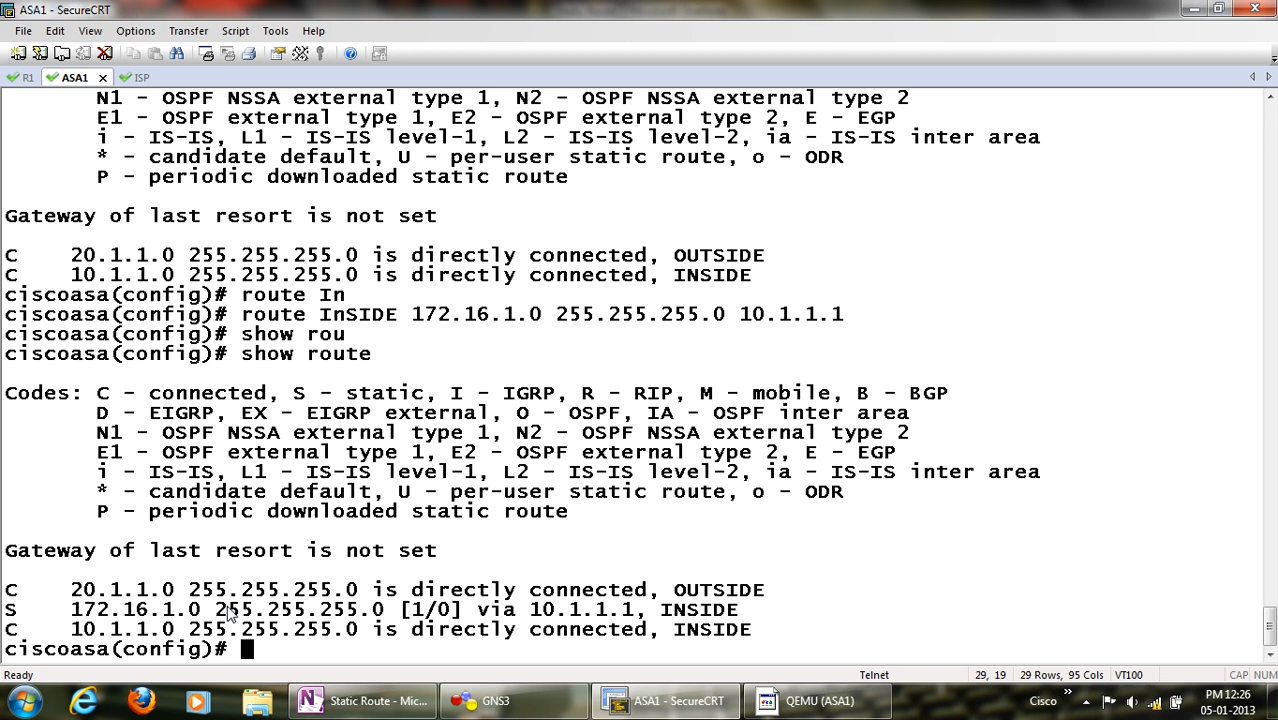 ASA1 - SecureCRT
File Edit View Options Transfer Script Tools Help
R1 ASA1 ISP
N1 - OSPF NSSA external type 1, N2 - OSPF NSSA external type 2
E1 - OSPF external type 1, E2 - OSPF external type 2, E - EGP
i - IS-IS, L1 - IS-IS level-1, L2 - IS-IS level-2, ia - IS-IS inter area
* - candidate default, U - per-user static route, o - ODR
P - periodic downloaded static route
Gateway of last resort is not set
C 20.1.1.0 255.255.255.0 is directly connected, OUTSIDE
C 10.1.1.0 255.255.255.0 is directly connected, INSIDE
ciscoasa(config)# route In
ciscoasa(config)# route InSIDE 172.16.1.0 255.255.255.0 10.1.1.1
ciscoasa(config)# show rou
ciscoasa(config)# show route
Codes: C - connected, S - static, I - IGRP, R - RIP, M - mobile, B - BGP
D - EIGRP, EX - EIGRP external, O - OSPF, IA - OSPF inter area
N1 - OSPF NSSA external type 1, N2 - OSPF NSSA external type 2
E1 - OSPF external type 1, E2 - OSPF external type 2, E - EGP
i - IS-IS, L1 - IS-IS level-1, L2 - IS-IS level-2, ia - IS-IS inter area
* - candidate default, U - per-user static route, o - ODR
P - periodic downloaded static route
Gateway of last resort is not set
C 20.1.1.0 255.255.255.0 is directly connected, OUTSIDE
S 172.16.1.0 255.255.255.0 [1/0] via 10.1.1.1, INSIDE
C 10.1.1.0 255.255.255.0 is directly connected, INSIDE
ciscoasa(config)#
Ready Telnet 29, 19 29 Rows, 95 Cols VT100 CAP NUM
Static Route - Mic... GNS3 ASA1 - SecureCRT QEMU (ASA1) Cisco » PM 12:26
05-01-2013